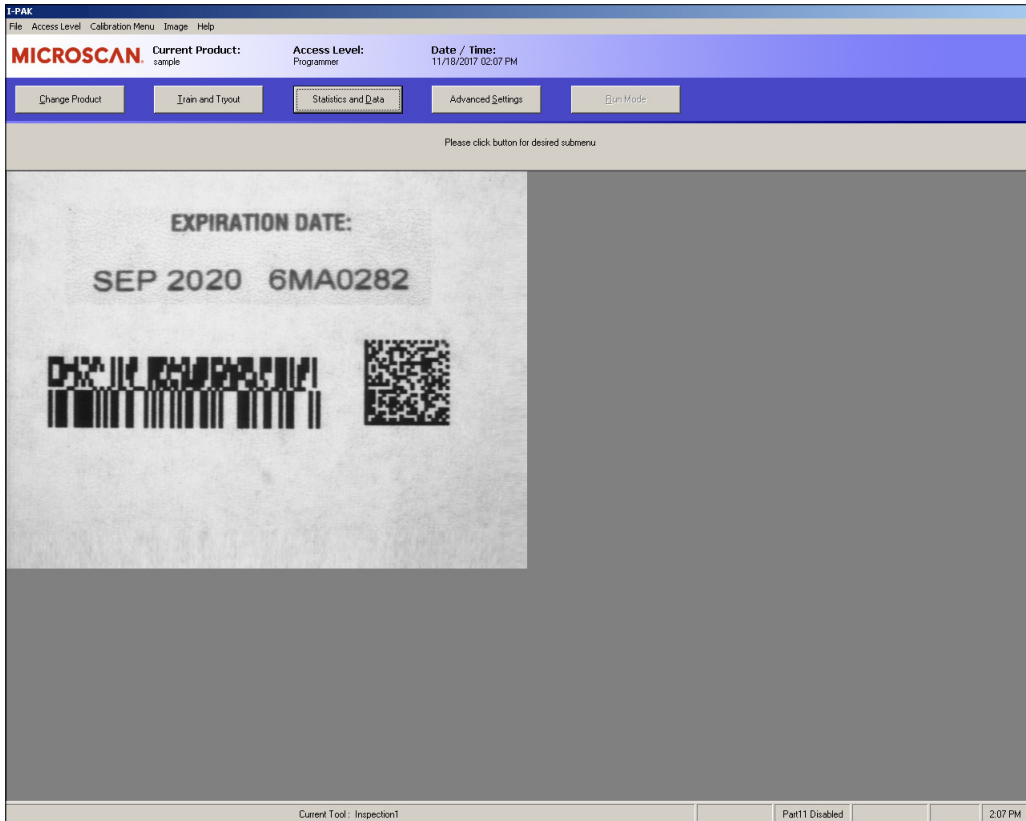 I-PAK
File Access Level Calibration Menu Image Help
MICROSCAN. Current Product: Access Level: Date / Time:
sample Programmer 11/18/2017 02:07 PM
Change Product Train and Tryout Statistics and Data Advanced Settings Run Mode
Please click button for desired submenu
EXPIRATION DATE:
SEP 2020 6MA0282
Current Tool : Inspection1 Part11 Disabled 2:07 PM